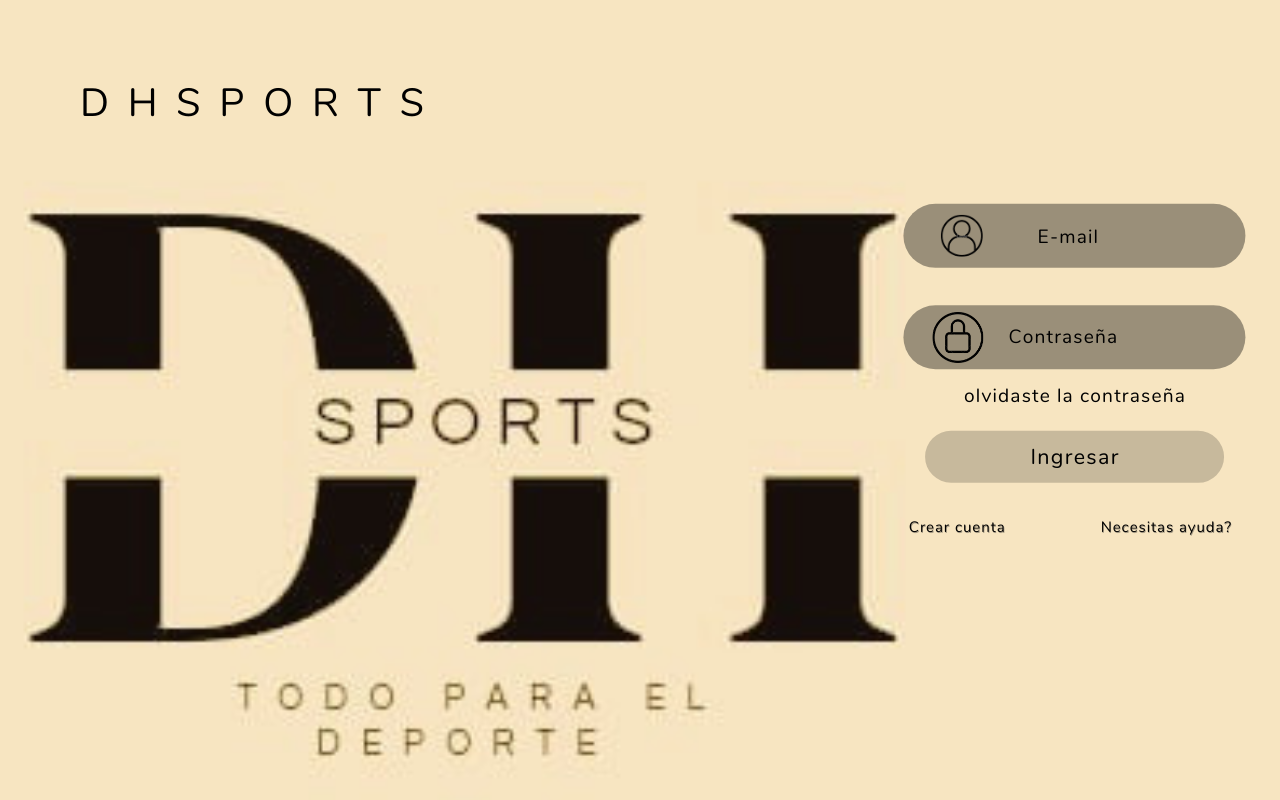 DHSPORTS
DH
SPORTS
TODO PARA EL
DEPORTE
E-mail
Contraseña
olvidaste la contraseña
Ingresar
Crear cuenta
Necesitas ayuda?